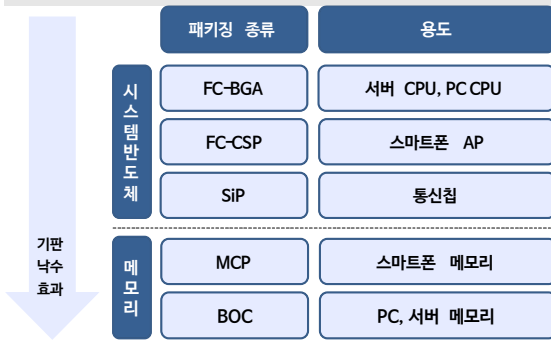 패키징 종류 용도
시스템반도체
FC-BGA 서버 CPU, PC CPU
FC-CSP 스마트폰 AP
SiP 통신칩
기판
낙수
효과
메모리
MCP 스마트폰 메모리
BOC PC, 서버 메모리